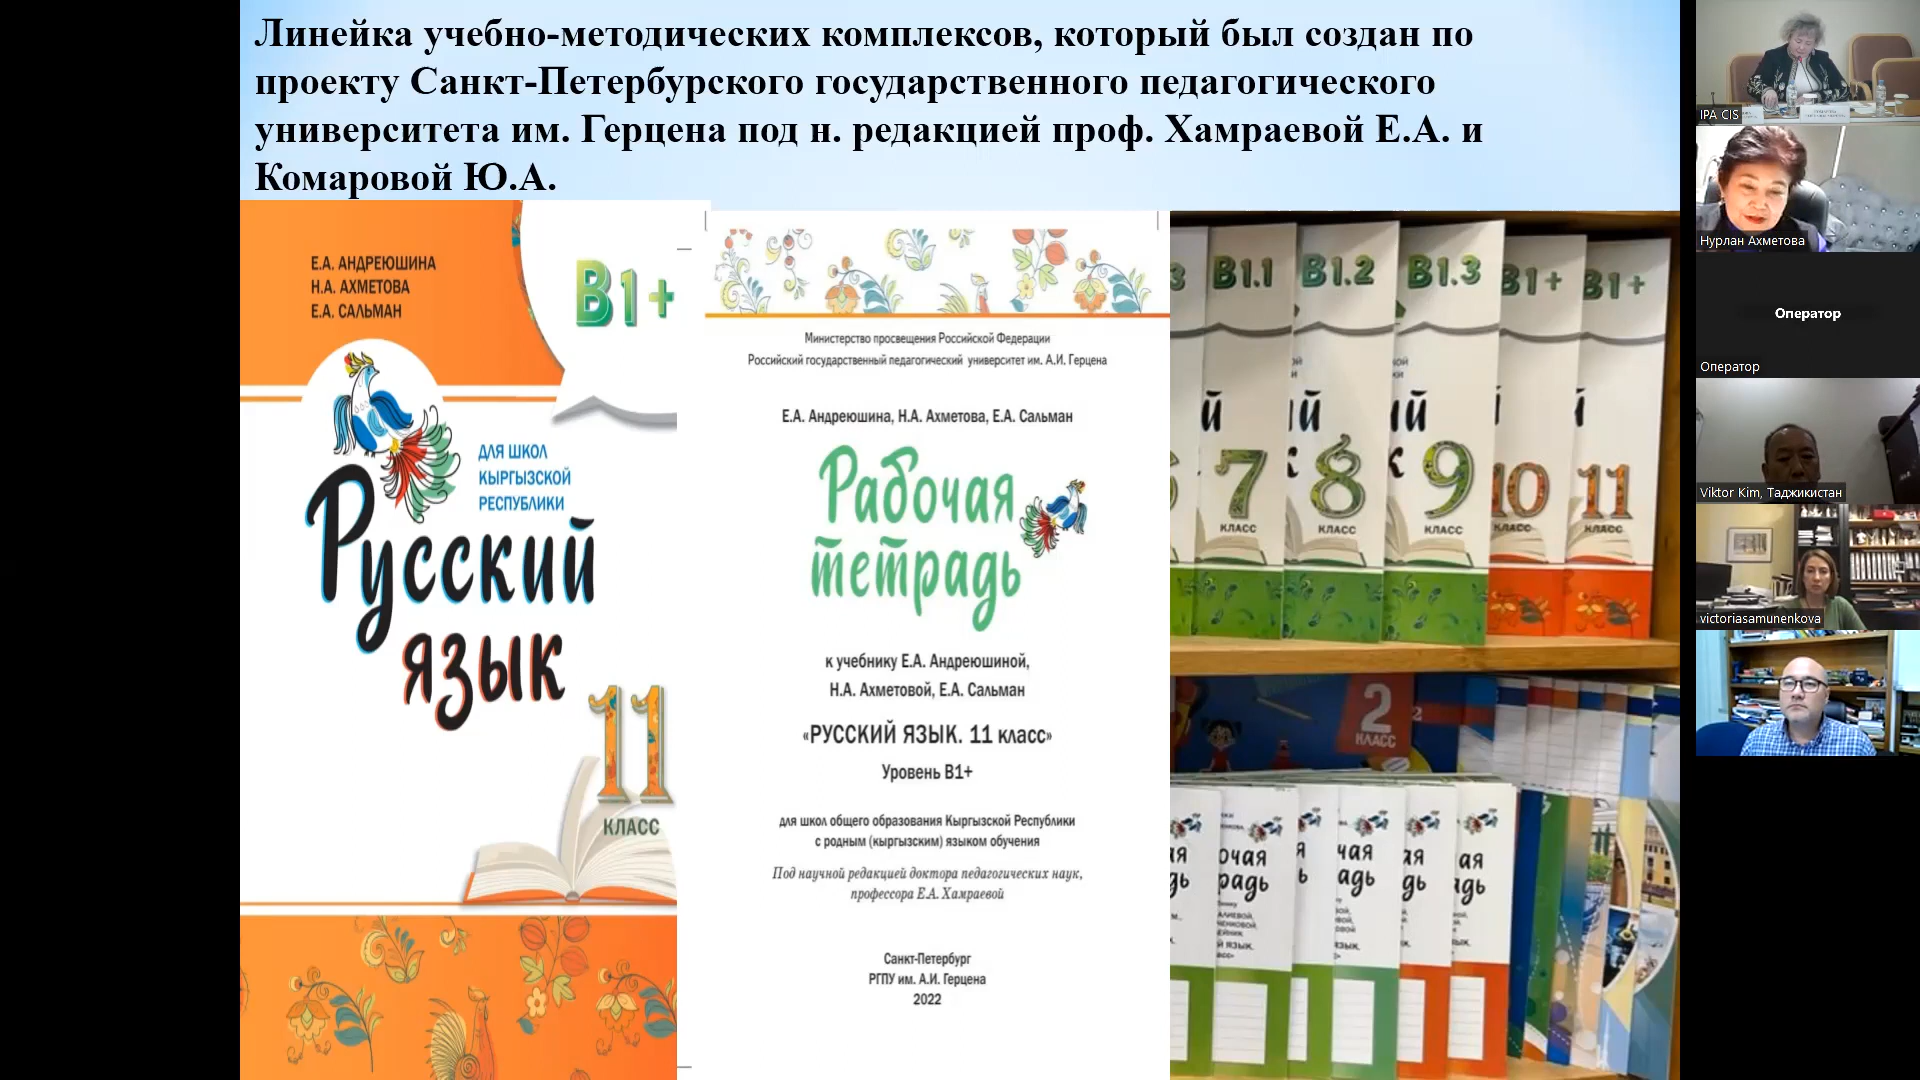 Линейка учебно-методических комплексов, который был создан по
проекту Санкт-Петербурского государственного педагогического
университета им. Герцена под н. редакцией проф. Хамраевой Е.А. и
Комаровой Ю.А.
Е.А. АНДРЕЮШИНА
Н.А. АХМЕТОВА
Е.А. САЛЬМАН
B1+
ДЛЯ ШКОЛ
КЫРГЫЗСКОЙ
РЕСПУБЛИКИ
Русский
язык
11
КЛАСС
Министерство просвещения Российской Федерации
Российский государственный педагогический университет им. А.И. Герцена
Е.А. Андреюшина, Н.А. Ахметова, Е.А. Сальман
Рабочая
тетрадь
к учебнику Е.А. Андреюшиной,
Н.А. Ахметовой, Е.А. Сальман
«РУССКИЙ ЯЗЫК. 11 класс»
Уровень B1+
для школ общего образования Кыргызской Республики
с родным (кыргызским) языком обучения
Под научной редакцией доктора педагогических наук,
профессора Е.А. Хамраевой
Санкт-Петербург
РГПУ им. А.И. Герцена
2022
B1.1 B1.2 B1.3 B1+ B1+
7 8 9 10 11
КЛАСС КЛАСС КЛАСС КЛАСС КЛАСС
2
КЛАСС
IPA CIS
Нурлан Ахметова
Оператор
Оператор
Viktor Kim, Таджикистан
victoriasamunenkova